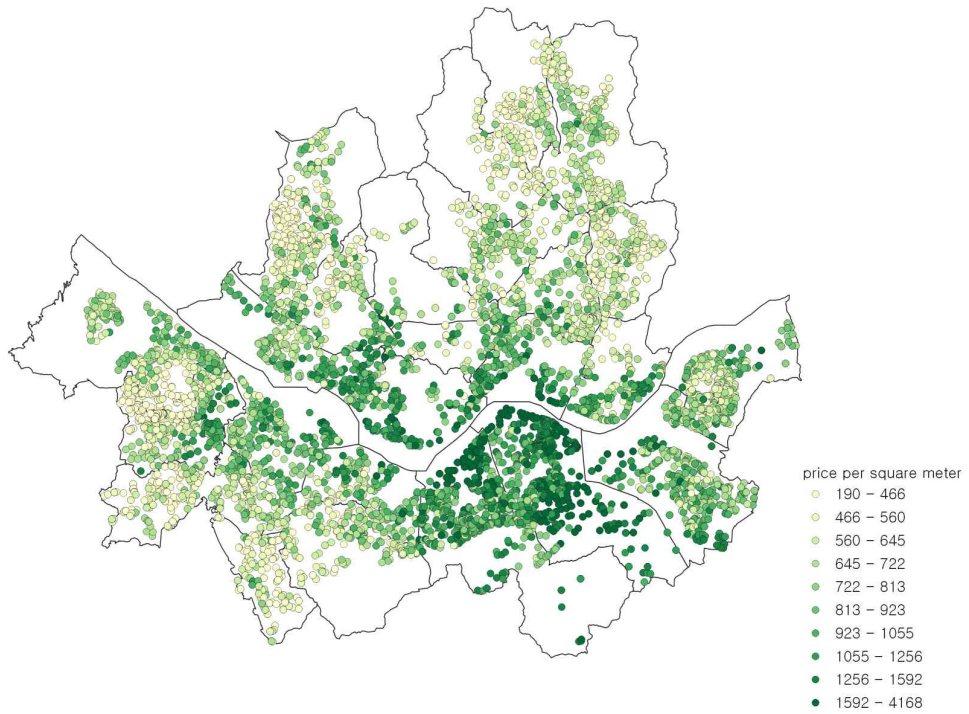 price per square meter
190 – 466
466 – 560
560 – 645
645 – 722
722 – 813
813 – 923
923 – 1055
1055 – 1256
1256 – 1592
1592 – 4168